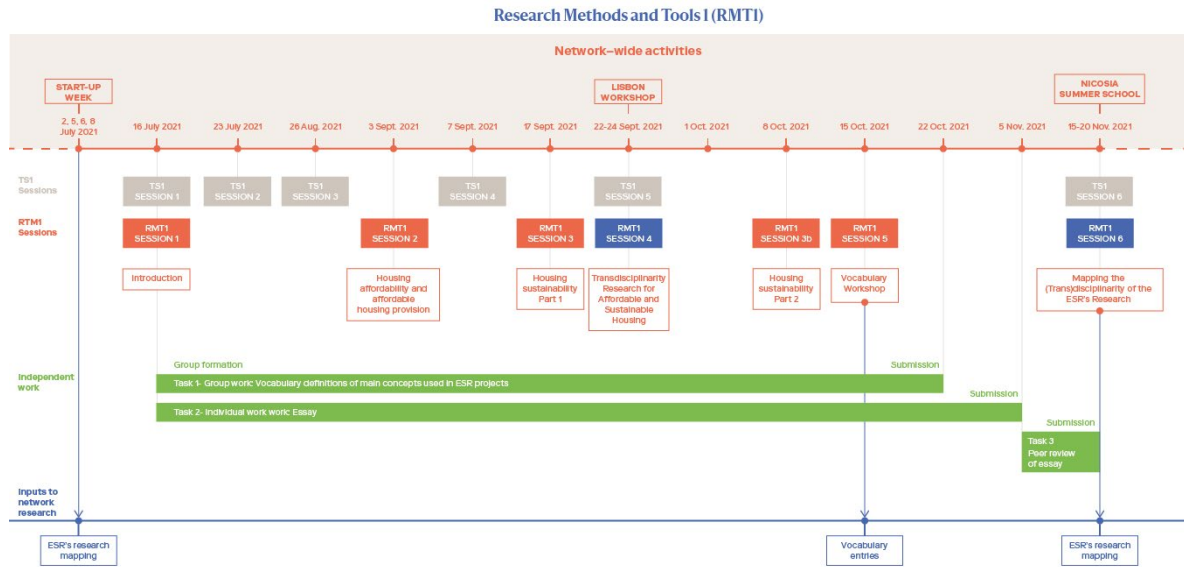 Research Methods and Tools 1 (RMT1)
Network–wide activities
START-UP
WEEK
LISBON
WORKSHOP
NICOSIA
SUMMER SCHOOL
2, 5, 6, 8
July 2021
16 July 2021
23 July 2021
26 Aug. 2021
3 Sept. 2021
7 Sept. 2021
17 Sept. 2021
22-24 Sept. 2021
1 Oct. 2021
8 Oct. 2021
15 Oct. 2021
22 Oct. 2021
5 Nov. 2021
15-20 Nov. 2021
TS1
Sessions
TS1
SESSION 1
TS1
SESSION 2
TS1
SESSION 3
TS1
SESSION 4
TS1
SESSION 5
TS1
SESSION 6
RTM1
Sessions
RMT1
SESSION 1
RMT1
SESSION 2
RMT1
SESSION 3
RMT1
SESSION 4
RMT1
SESSION 3b
RMT1
SESSION 5
RMT1
SESSION 6
Introduction
Housing
affordability and
affordable
housing provision
Housing
sustainability
Part 1
Transdisciplinarity
Research for
Affordable and
Sustainable
Housing
Housing
sustainability
Part 2
Vocabulary
Workshop
Mapping the
(Trans)disciplinarity of the
ESR's Research
Independent
work
Group formation
Submission
Task 1- Group work: Vocabulary definitions of main concepts used in ESR projects
Submission
Task 2- Individual work work: Essay
Submission
Task 3
Peer review
of essay
Inputs to
network
research
ESR's research
mapping
Vocabulary
entries
ESR's research
mapping